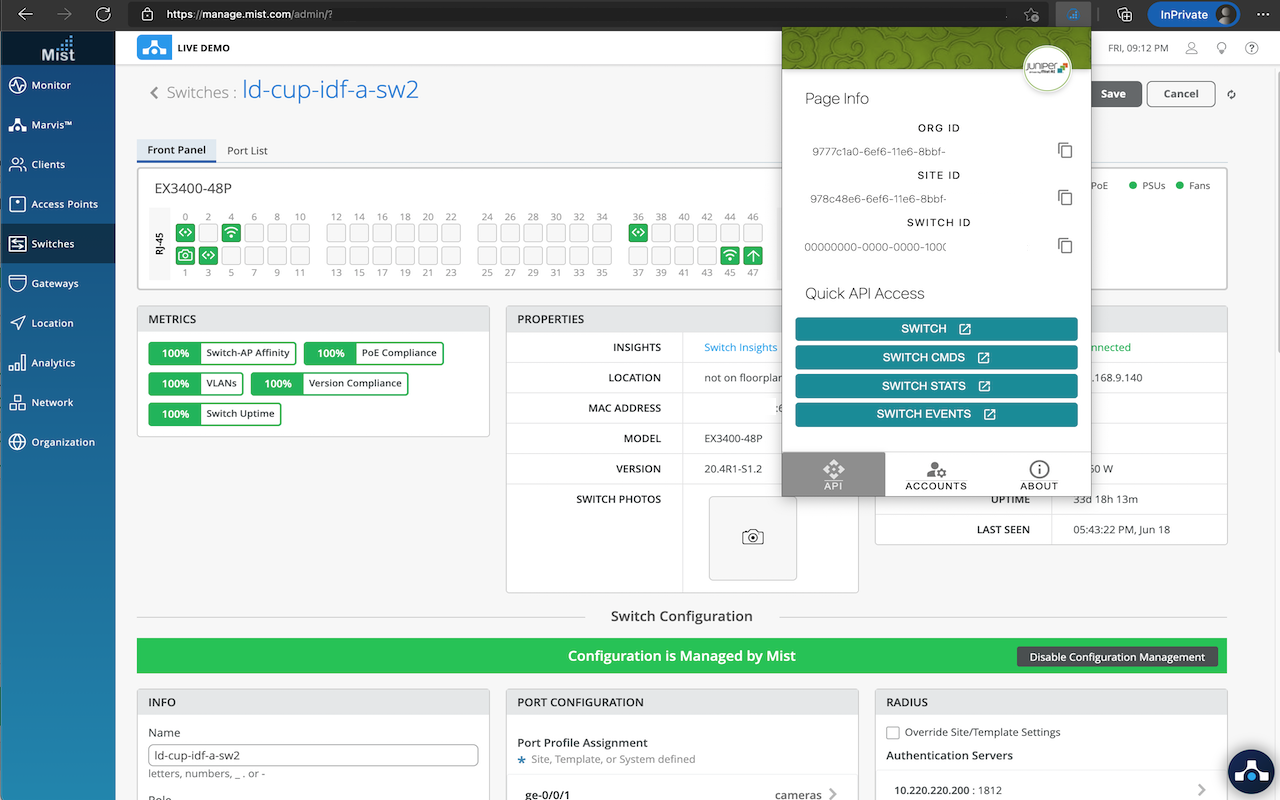 https://manage.mist.com/admin/?
InPrivate
Mist
LIVE DEMO
FRI, 09:12 PM
Monitor
Marvis™
Clients
Access Points
Switches
Gateways
Location
Analytics
Network
Organization
Switches : ld-cup-idf-a-sw2
Save
Cancel
Front Panel
Port List
EX3400-48P
PoE
PSUs
Fans
RJ-45
0 2 4 6 8 10 12 14 16 18 20 22 24 26 28 30 32 34 36 38 40 42 44 46
1 3 5 7 9 11 13 15 17 19 21 23 25 27 29 31 33 35 37 39 41 43 45 47
METRICS
100% Switch-AP Affinity
100% PoE Compliance
100% VLANs
100% Version Compliance
100% Switch Uptime
PROPERTIES
INSIGHTS Switch Insights
LOCATION not on floorplan
MAC ADDRESS :6
MODEL EX3400-48P
VERSION 20.4R1-S1.2
SWITCH PHOTOS
nnected
.168.9.140
50 W
UPTIME 33d 18h 13m
LAST SEEN 05:43:22 PM, Jun 18
juniper
Page Info
ORG ID
9777c1a0-6ef6-11e6-8bbf-
SITE ID
978c48e6-6ef6-11e6-8bbf-
SWITCH ID
00000000-0000-0000-1000
Quick API Access
SWITCH
SWITCH CMDS
SWITCH STATS
SWITCH EVENTS
API
ACCOUNTS
ABOUT
Switch Configuration
Configuration is Managed by Mist
Disable Configuration Management
INFO
Name
ld-cup-idf-a-sw2
letters, numbers, _ . or -
Role
PORT CONFIGURATION
Port Profile Assignment
* Site, Template, or System defined
ge-0/0/1 cameras
RADIUS
Override Site/Template Settings
Authentication Servers
10.220.220.200 : 1812